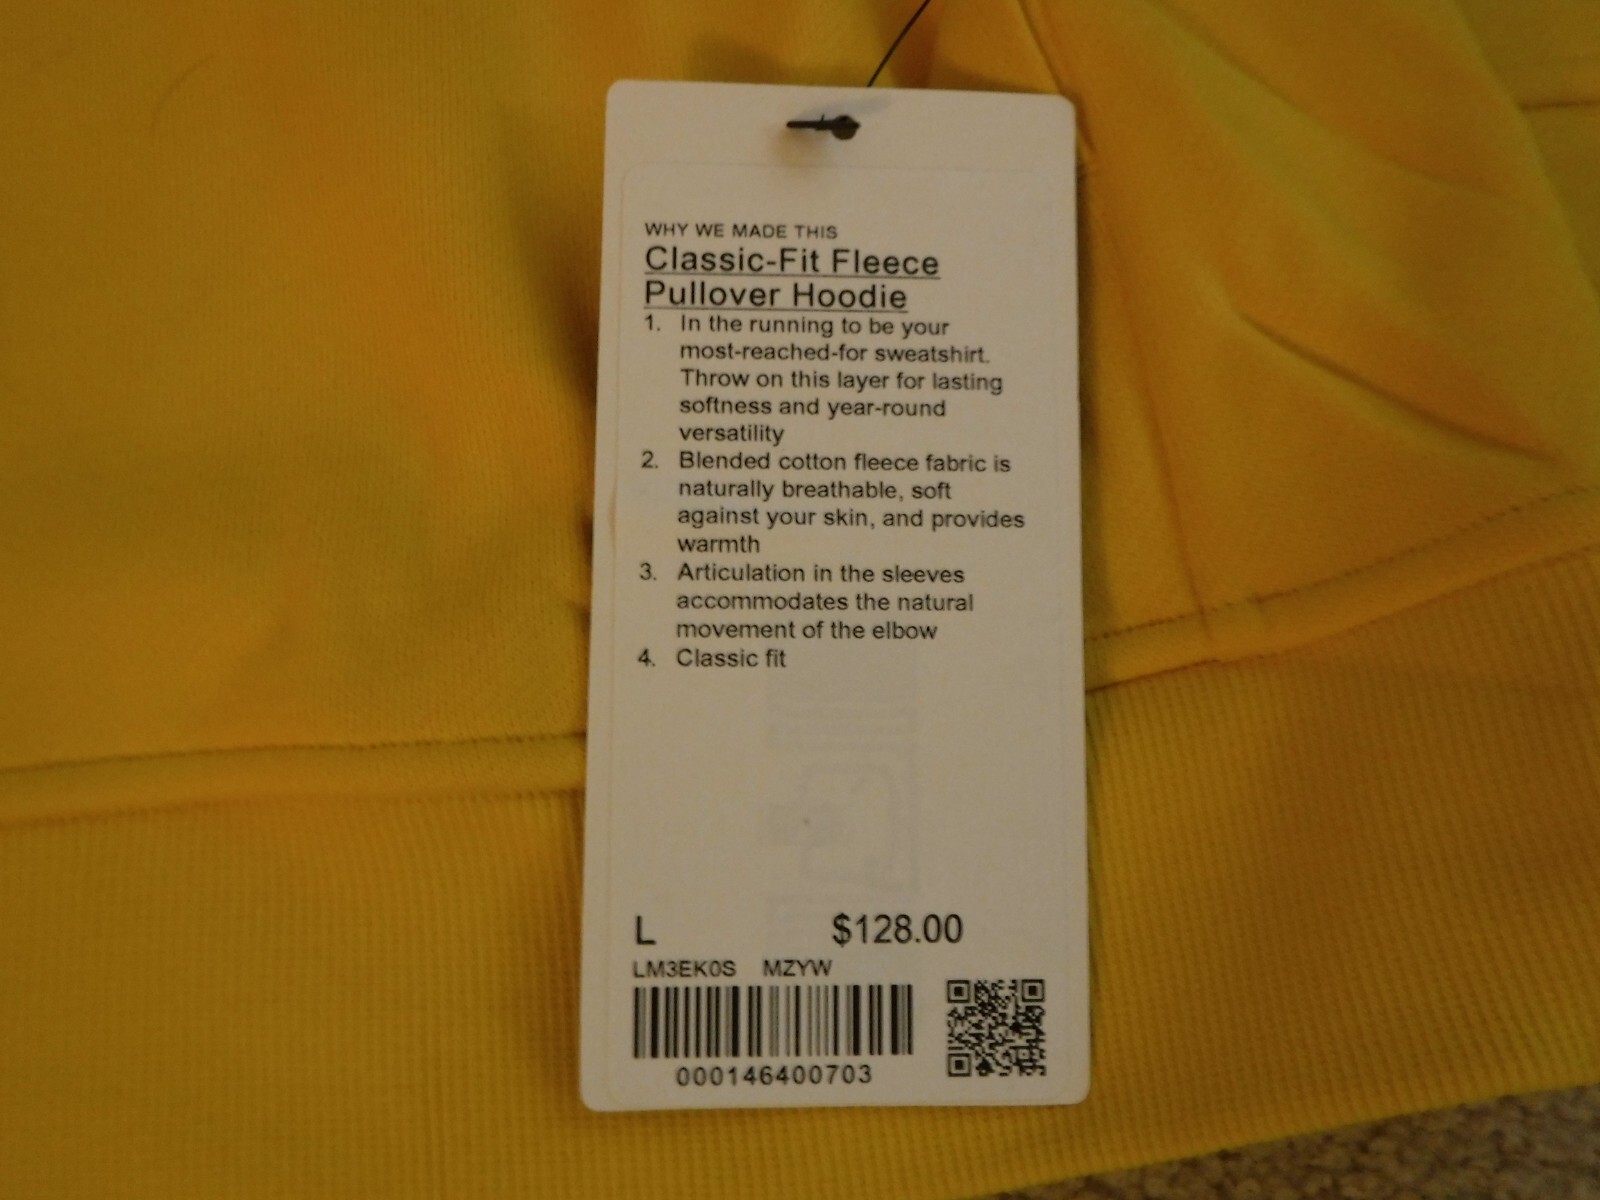 WHY WE MADE THIS
Classic-Fit Fleece
Pullover Hoodie
1. In the running to be your
most-reached-for sweatshirt.
Throw on this layer for lasting
softness and year-round
versatility
2. Blended cotton fleece fabric is
naturally breathable, soft
against your skin, and provides
warmth
3. Articulation in the sleeves
accommodates the natural
movement of the elbow
4. Classic fit
L $128.00
LM3EK0S MZYW
000146400703